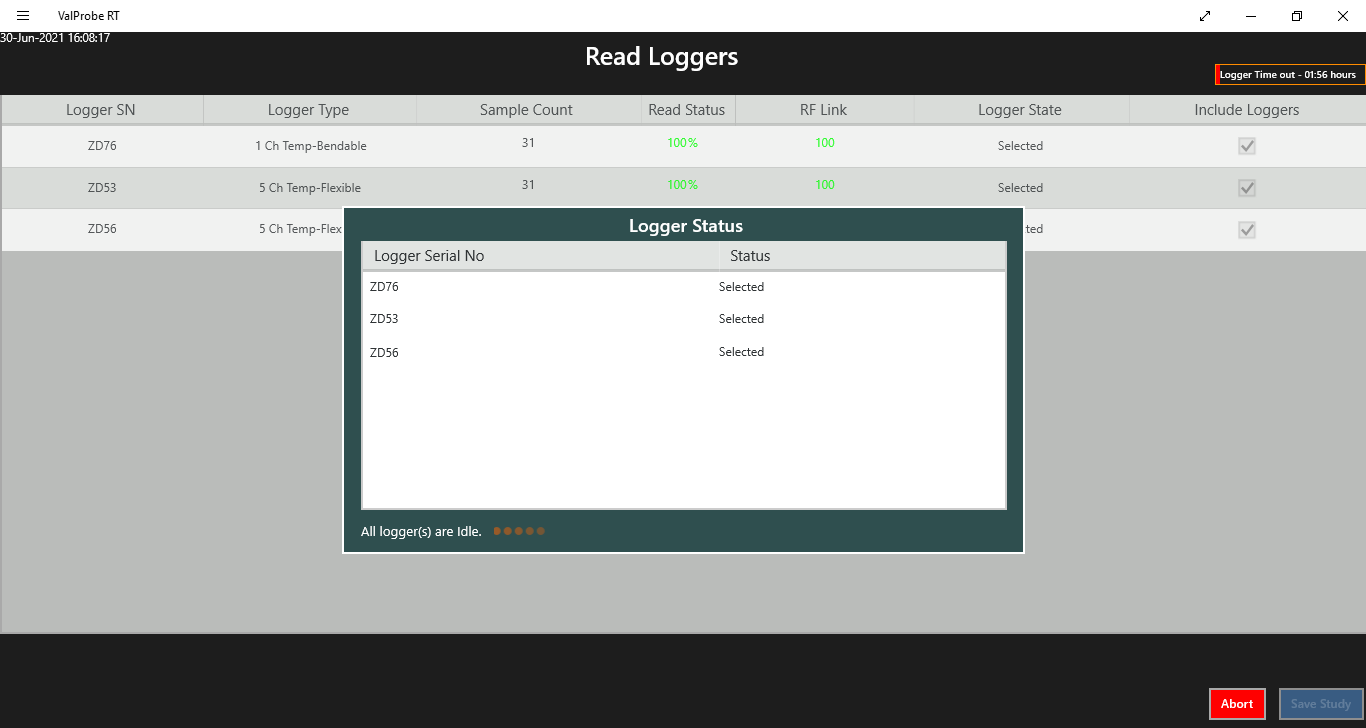 ValProbe RT
30-Jun-2021 16:08:17
Read Loggers
Logger Time out - 01:56 hours
Logger SN Logger Type Sample Count Read Status RF Link Logger State Include Loggers
ZD76 1 Ch Temp-Bendable 31 100% 100 Selected
ZD53 5 Ch Temp-Flexible 31 100% 100 Selected
ZD56 5 Ch Temp-Flex ted
Logger Status
Logger Serial No Status
ZD76 Selected
ZD53 Selected
ZD56 Selected
All logger(s) are Idle.
Abort Save Study